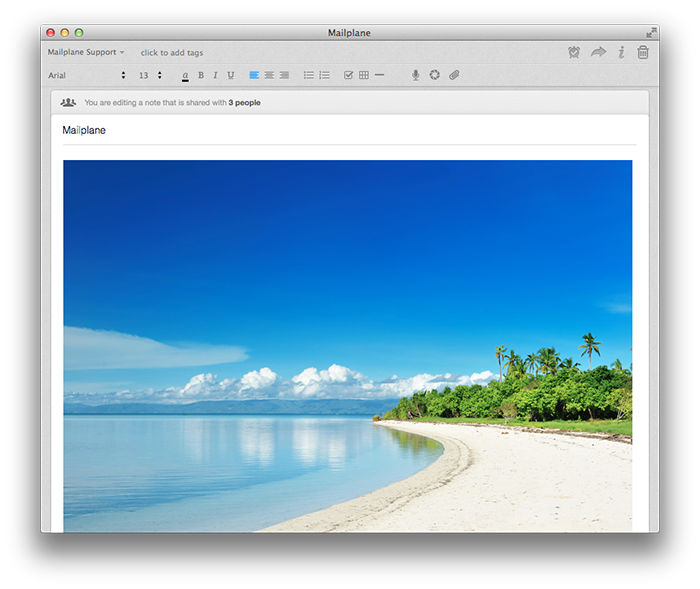 Mailplane
Mailplane Support click to add tags
Arial 13 a B I U
You are editing a note that is shared with 3 people
Mailplane